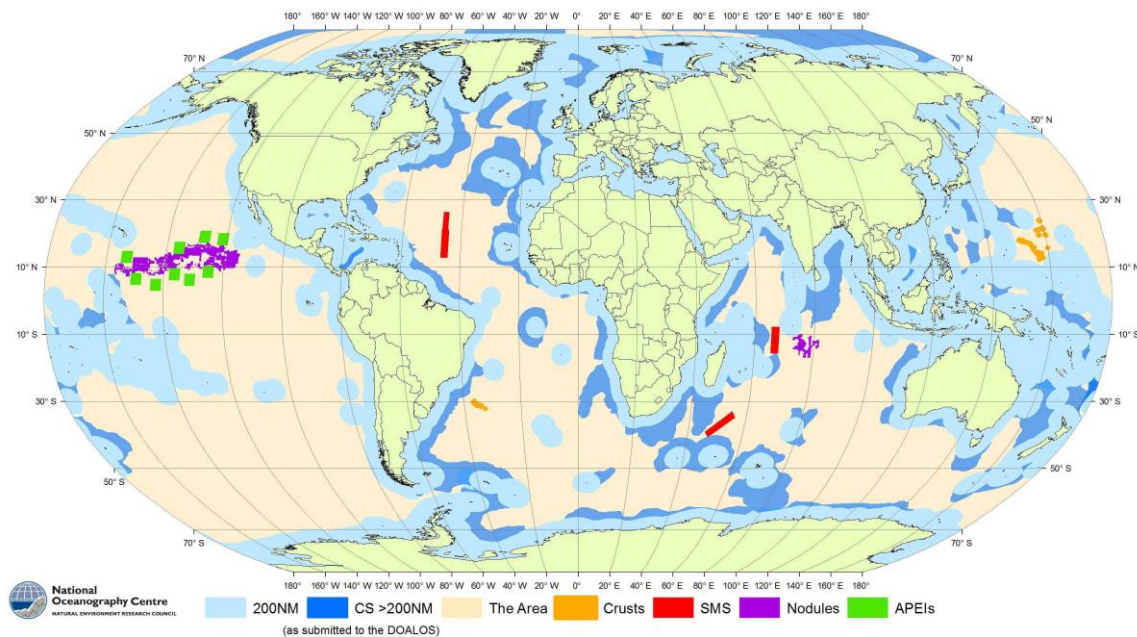 180° 160° W 140° W 120° W 100° W 80° W 60° W 40° W 20° W 0° 20° E 40° E 60° E 80° E 100° E 120° E 140° E 160° E 180°
70° N 70° N
50° N 50° N
30° N 30° N
10° N 10° N
10° S 10° S
30° S 30° S
50° S 50° S
70° S 70° S
180° 160° W 140° W 120° W 100° W 80° W 60° W 40° W 20° W 0° 20° E 40° E 60° E 80° E 100° E 120° E 140° E 160° E 180°
National
Oceanography Centre
NATURAL ENVIRONMENT RESEARCH COUNCIL
200NM CS >200NM The Area Crusts SMS Nodules APEIs
(as submitted to the DOALOS)